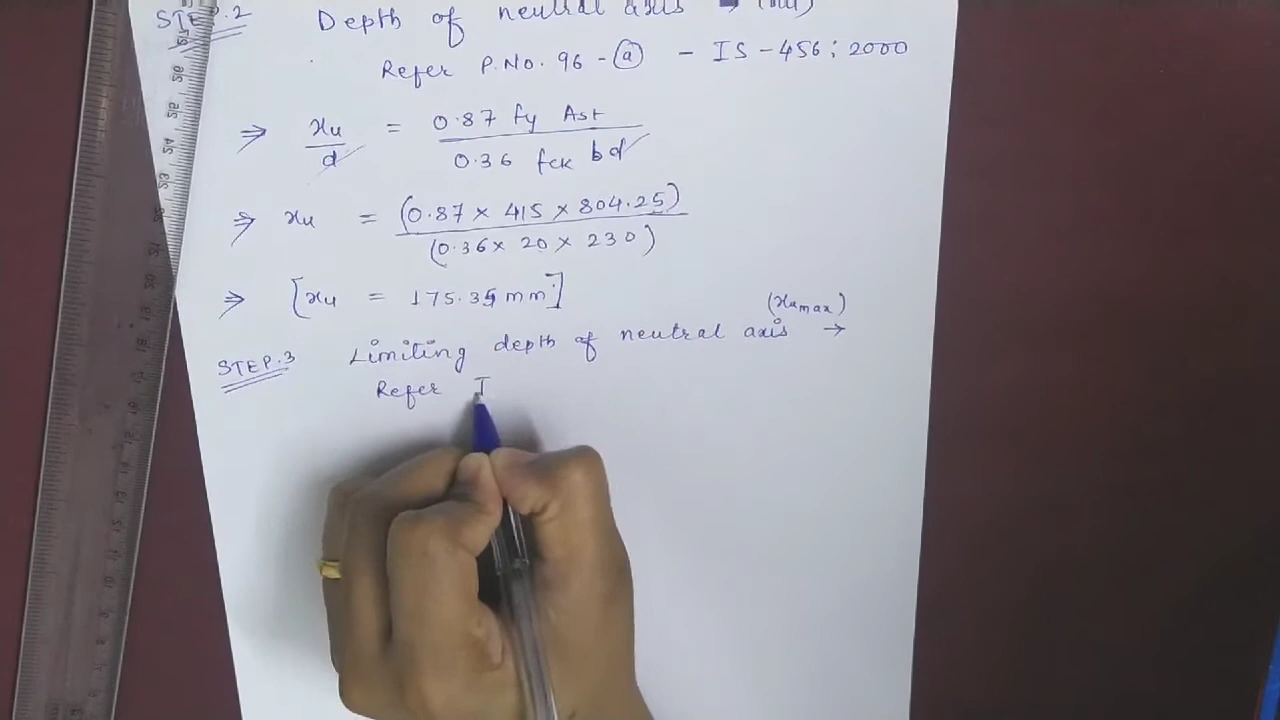 STEP.2 Depth of neutral axis → (xu)
Refer P.No. 96 - (a) - IS - 456 : 2000
⇒ xu/d = 0.87 fy Ast / 0.36 fck bd
⇒ xu = (0.87 × 415 × 804.25) / (0.36 × 20 × 230)
⇒ [xu = 175.35 mm]
(xumax)
STEP.3 Limiting depth of neutral axis →
Refer I